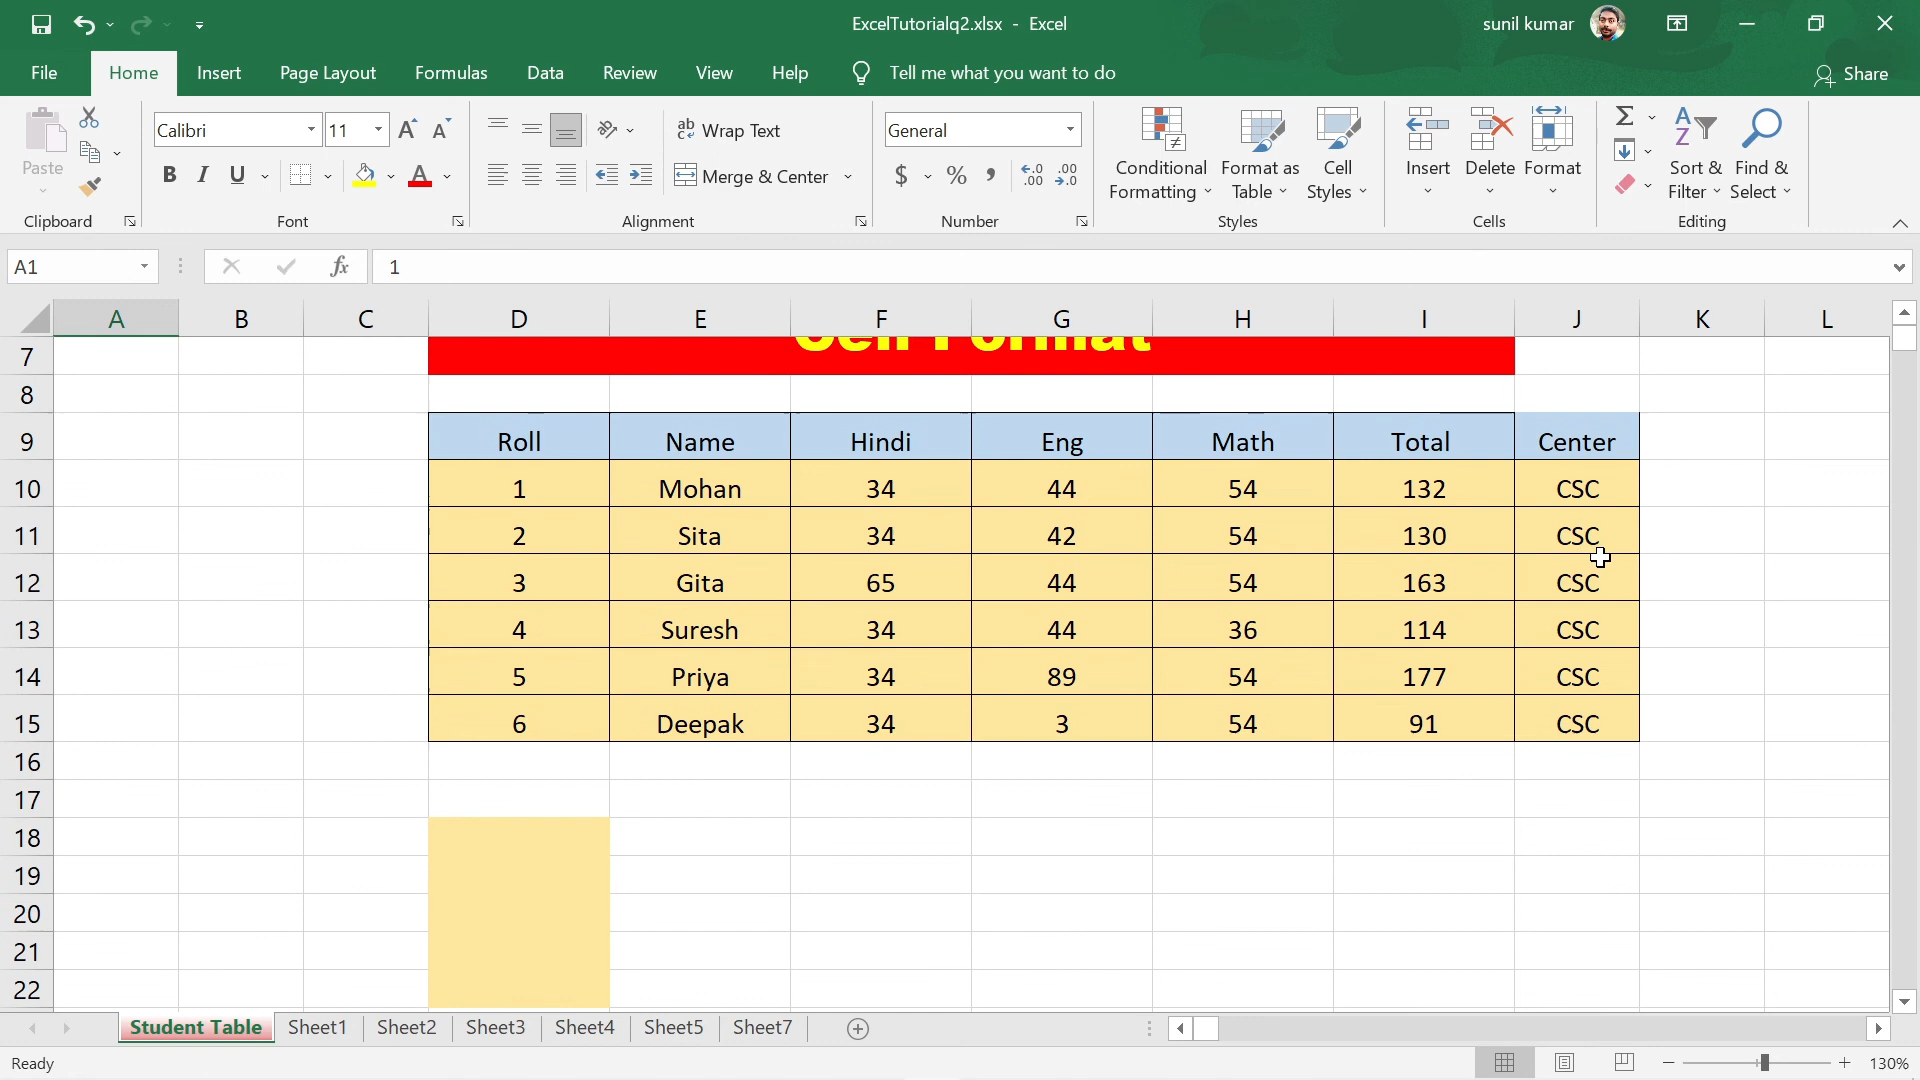 ExcelTutorialq2.xlsx - Excel
sunil kumar
File Home Insert Page Layout Formulas Data Review View Help Tell me what you want to do Share
Paste
Clipboard
Calibri 11
B I U A
Font
Wrap Text
Merge & Center
Alignment
General
$ % ,
Number
Conditional Formatting
Format as Table
Cell Styles
Styles
Insert Delete Format
Cells
Sort & Filter
Find & Select
Editing
A1 fx 1
A B C D E F G H I J K L
7 Cell Format
8
9 Roll Name Hindi Eng Math Total Center
10 1 Mohan 34 44 54 132 CSC
11 2 Sita 34 42 54 130 CSC
12 3 Gita 65 44 54 163 CSC
13 4 Suresh 34 44 36 114 CSC
14 5 Priya 34 89 54 177 CSC
15 6 Deepak 34 3 54 91 CSC
16
17
18
19
20
21
22
Student Table Sheet1 Sheet2 Sheet3 Sheet4 Sheet5 Sheet7
Ready 130%